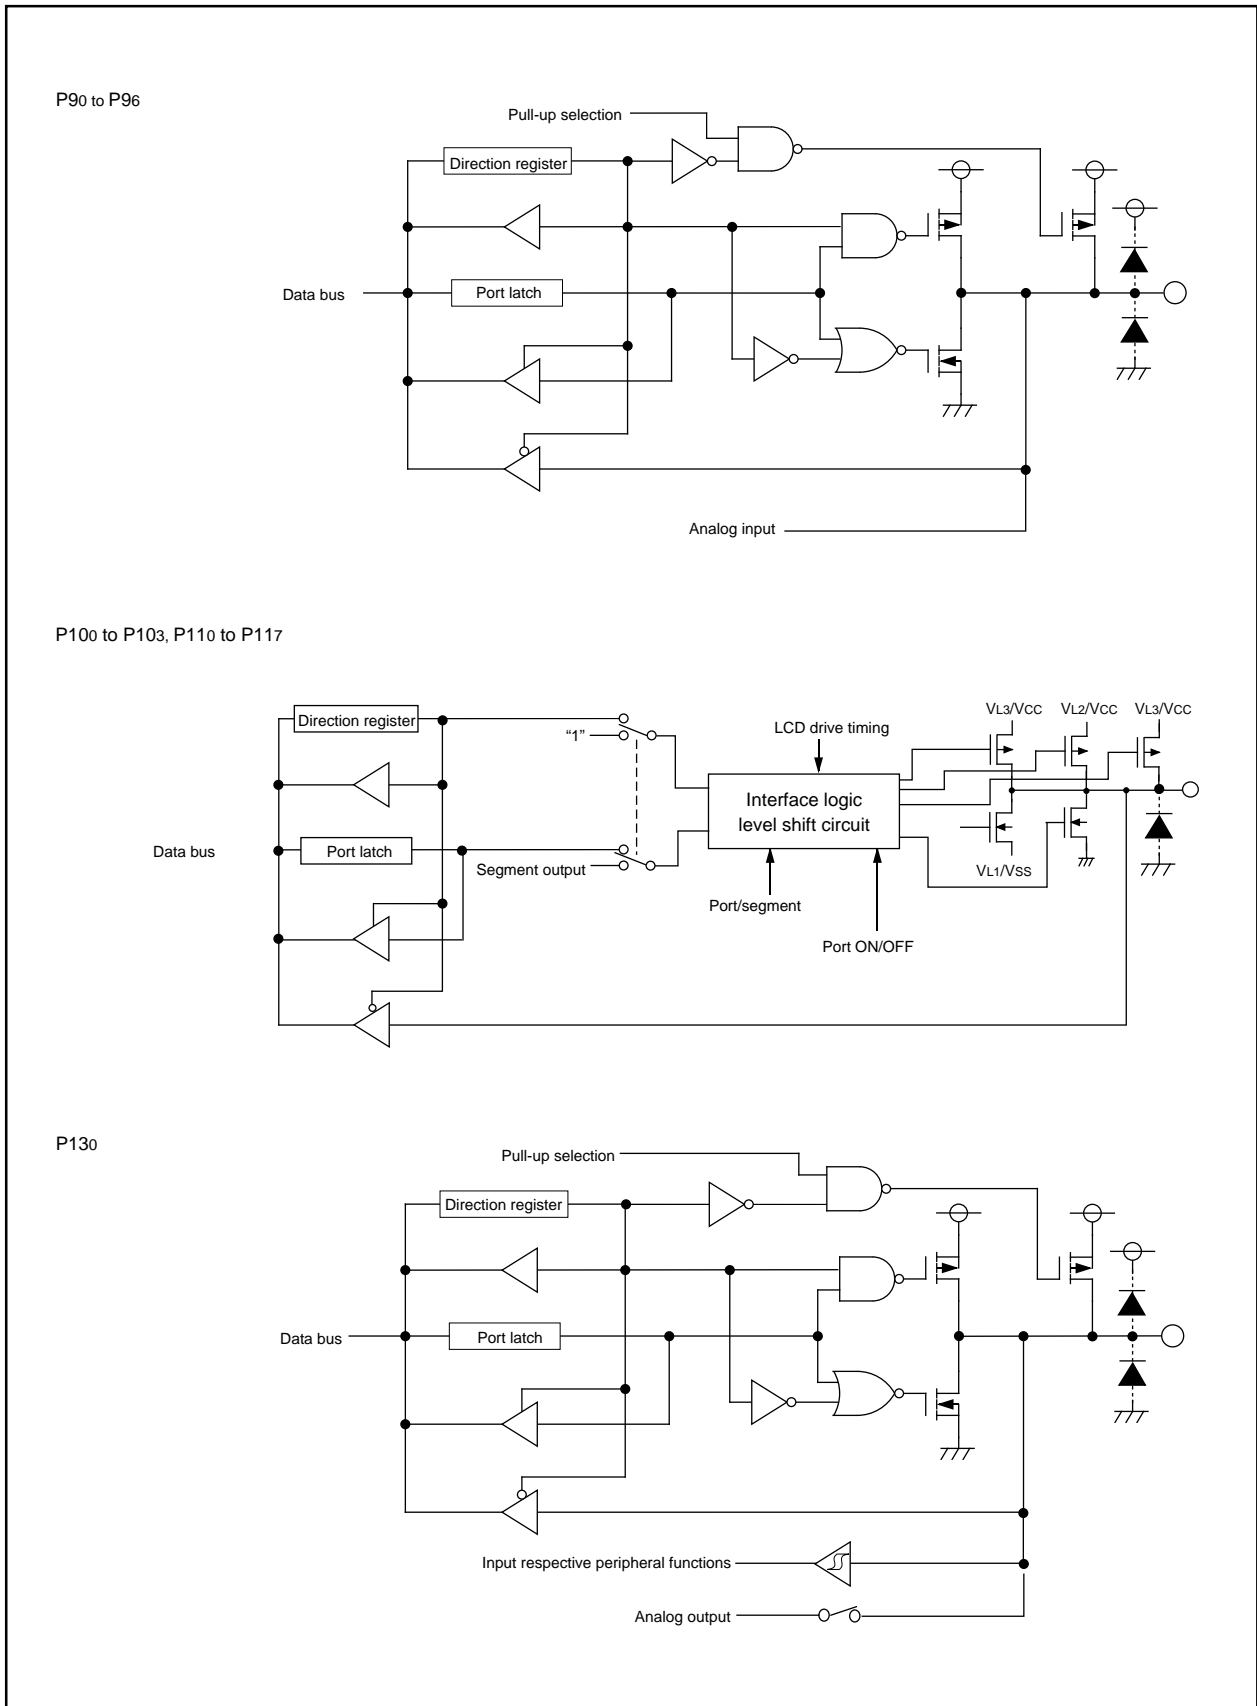 P90 to P96
Pull-up selection
Direction register
Data bus
Port latch
Analog input
P100 to P103, P110 to P117
Direction register
"1"
LCD drive timing
VL3/VCC
VL2/VCC
VL3/VCC
Interface logic
level shift circuit
Data bus
Port latch
Segment output
VL1/VSS
Port/segment
Port ON/OFF
P130
Pull-up selection
Direction register
Data bus
Port latch
Input respective peripheral functions
Analog output